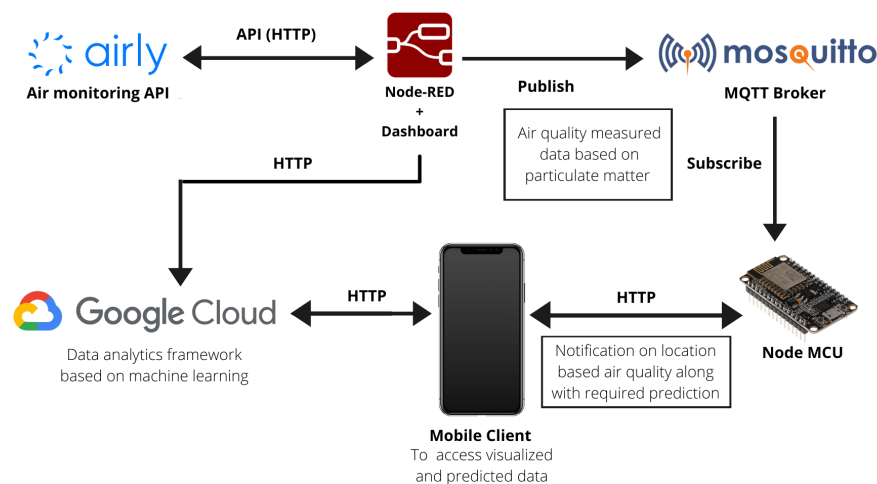 airly
Air monitoring API
API (HTTP)
Node-RED
+
Dashboard
Publish
mosquitto
MQTT Broker
Air quality measured
data based on
particulate matter
Subscribe
HTTP
Google Cloud
Data analytics framework
based on machine learning
HTTP
Mobile Client
To access visualized
and predicted data
HTTP
Notification on location
based air quality along
with required prediction
Node MCU